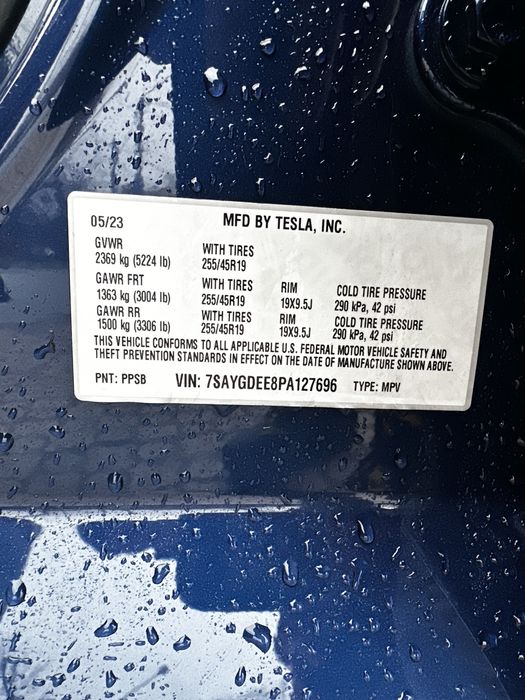 05/23 MFD BY TESLA, INC.
GVWR WITH TIRES
2369 kg (5224 lb) 255/45R19
GAWR FRT WITH TIRES RIM COLD TIRE PRESSURE
1363 kg (3004 lb) 255/45R19 19X9.5J 290 kPa, 42 psi
GAWR RR WITH TIRES RIM COLD TIRE PRESSURE
1500 kg (3306 lb) 255/45R19 19X9.5J 290 kPa, 42 psi
THIS VEHICLE CONFORMS TO ALL APPLICABLE U.S. FEDERAL MOTOR VEHICLE SAFETY AND
THEFT PREVENTION STANDARDS IN EFFECT ON THE DATE OF MANUFACTURE SHOWN ABOVE.
PNT: PPSB VIN: 7SAYGDEE8PA127696 TYPE: MPV